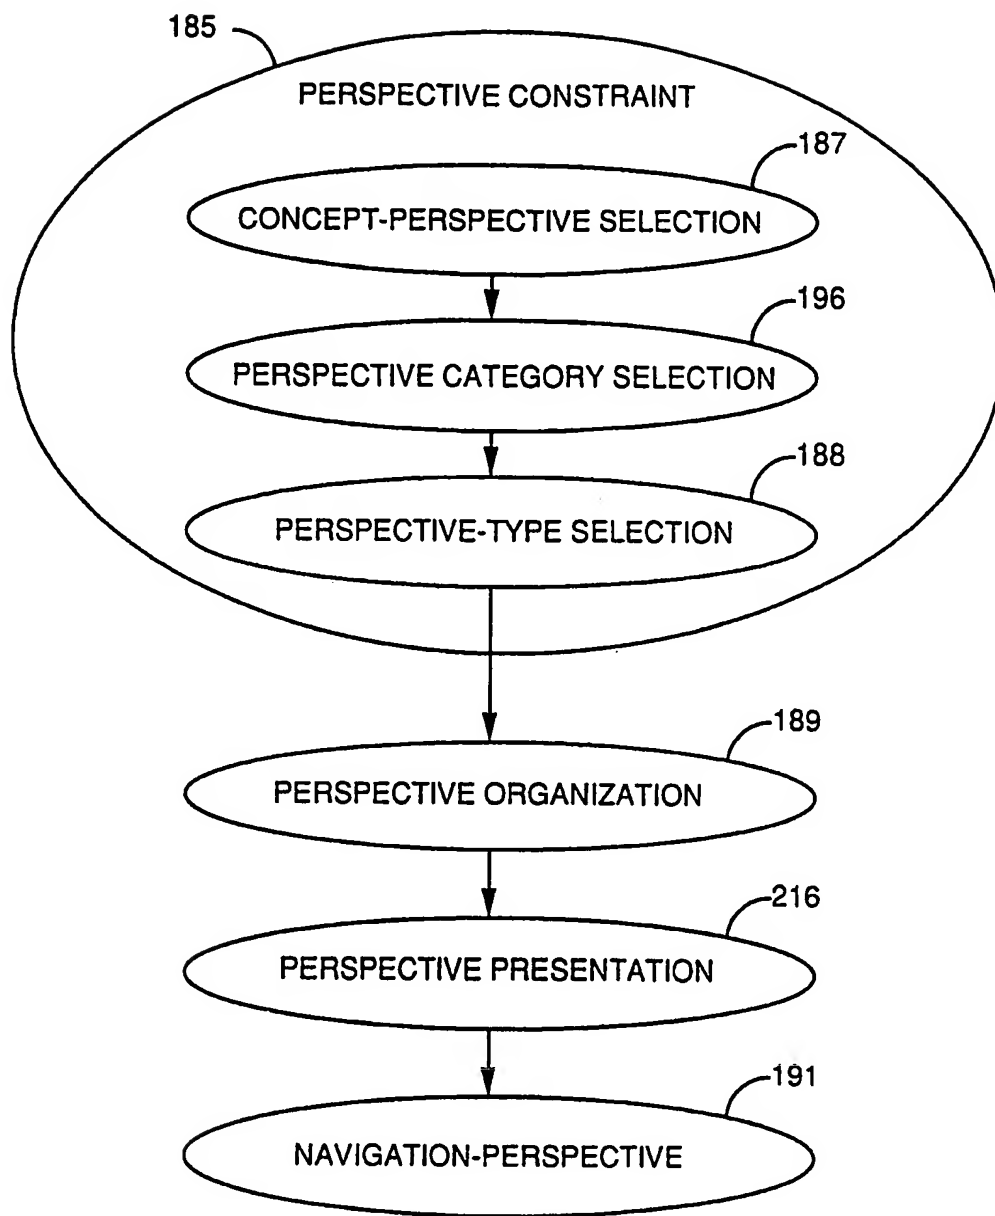 185
PERSPECTIVE CONSTRAINT
187
CONCEPT-PERSPECTIVE SELECTION
196
PERSPECTIVE CATEGORY SELECTION
188
PERSPECTIVE-TYPE SELECTION
189
PERSPECTIVE ORGANIZATION
216
PERSPECTIVE PRESENTATION
191
NAVIGATION-PERSPECTIVE